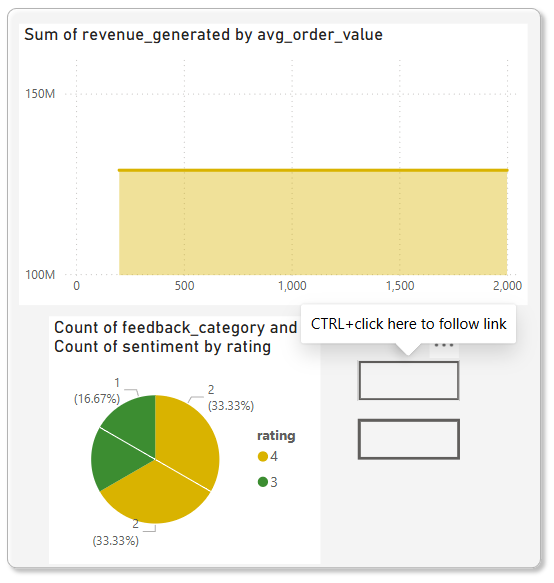 Sum of revenue_generated by avg_order_value
150M
100M
0 500 1,000 1,500 2,000
CTRL+click here to follow link
Count of feedback_category and
Count of sentiment by rating
1
(16.67%)
2
(33.33%)
rating
4
3
2
(33.33%)